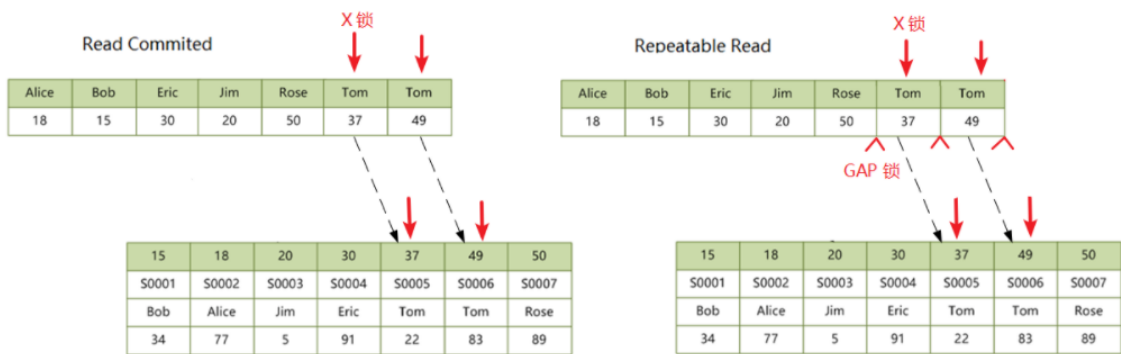 X 锁
Read Commited
Alice Bob Eric Jim Rose Tom Tom
18 15 30 20 50 37 49
15 18 20 30 37 49 50
S0001 S0002 S0003 S0004 S0005 S0006 S0007
Bob Alice Jim Eric Tom Tom Rose
34 77 5 91 22 83 89
X 锁
Repeatable Read
Alice Bob Eric Jim Rose Tom Tom
18 15 30 20 50 37 49
GAP 锁
15 18 20 30 37 49 50
S0001 S0002 S0003 S0004 S0005 S0006 S0007
Bob Alice Jim Eric Tom Tom Rose
34 77 5 91 22 83 89